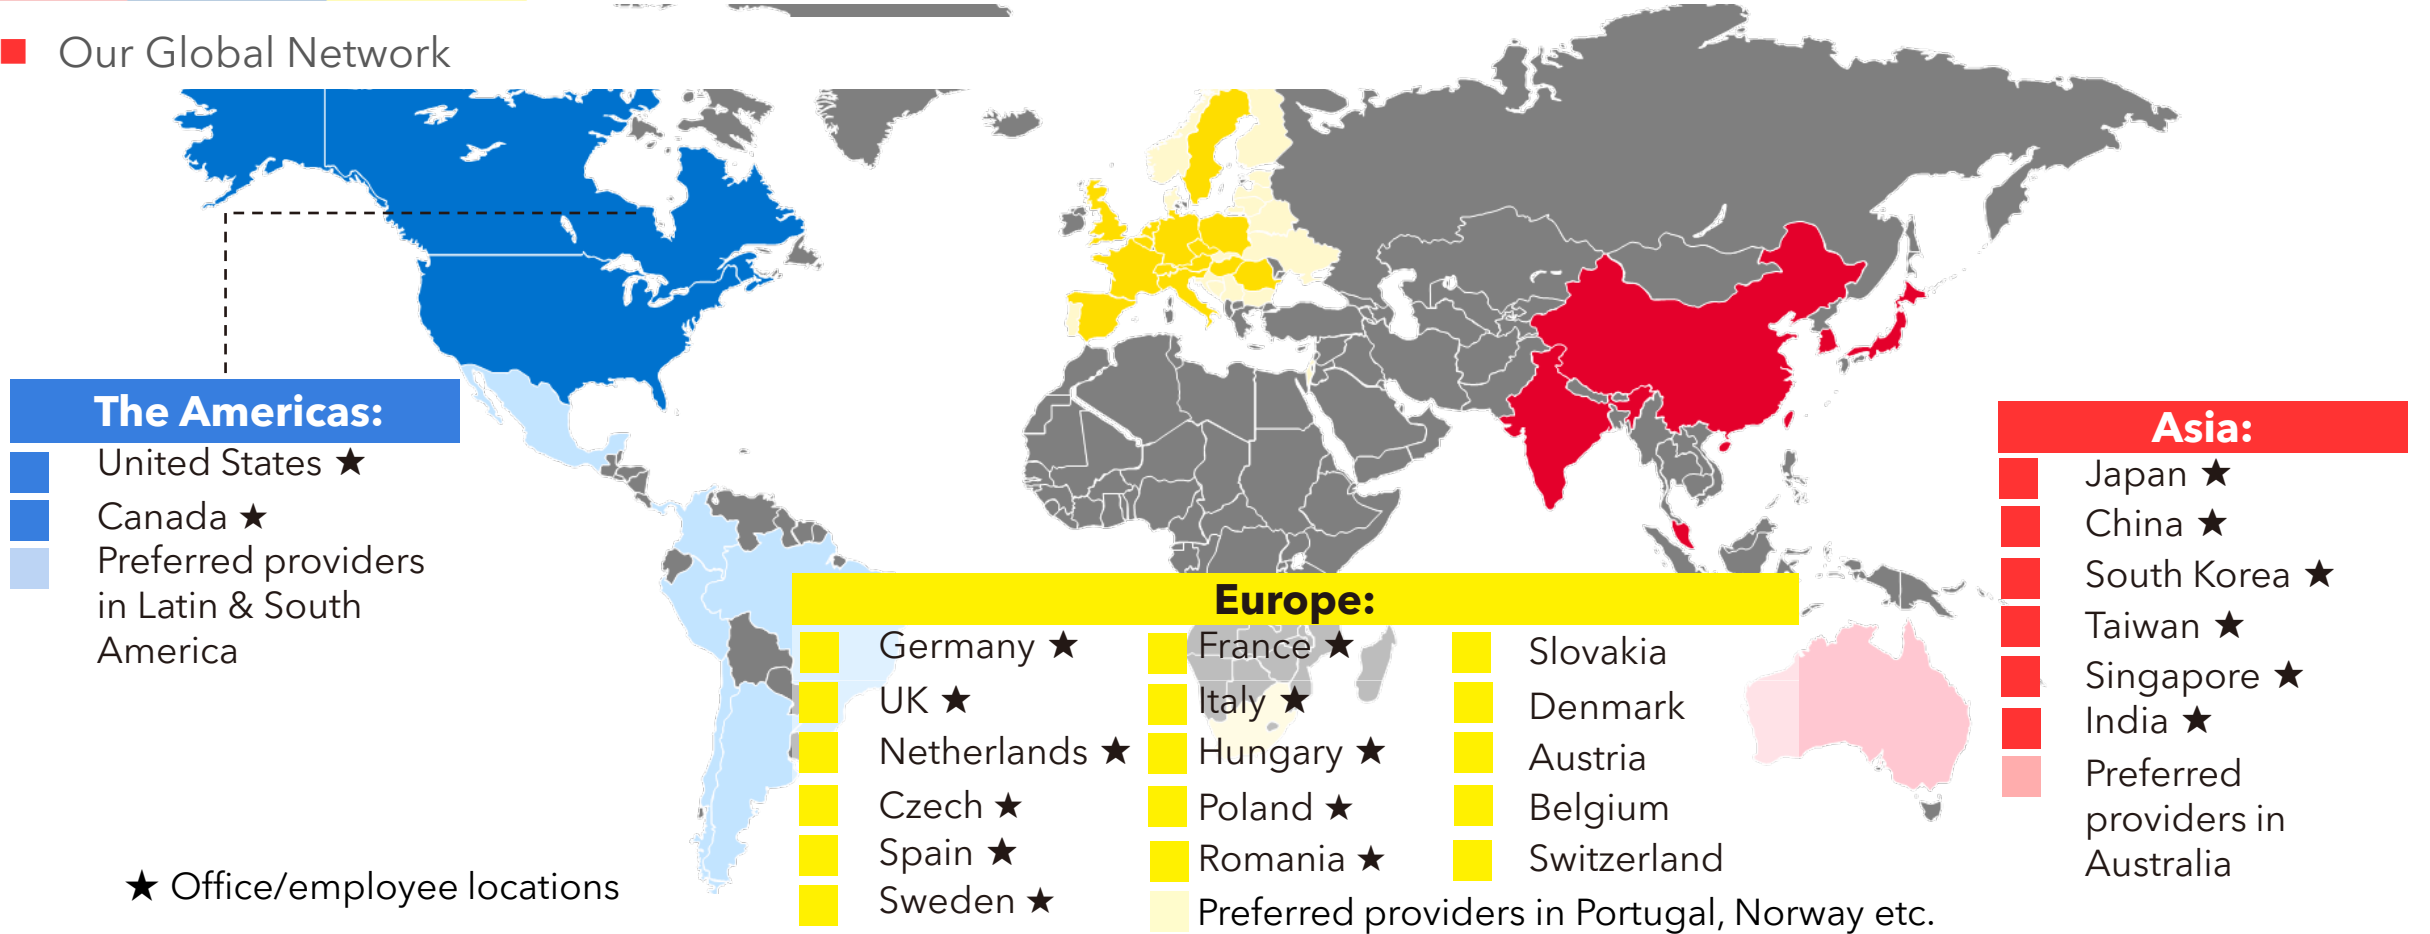 Our Global Network
The Americas:
United States ★
Canada ★
Preferred providers
in Latin & South
America
★ Office/employee locations
Europe:
Germany ★
UK ★
Netherlands ★
Czech ★
Spain ★
Sweden ★
France ★
Italy ★
Hungary ★
Poland ★
Romania ★
Slovakia
Denmark
Austria
Belgium
Switzerland
Preferred providers in Portugal, Norway etc.
Asia:
Japan ★
China ★
South Korea ★
Taiwan ★
Singapore ★
India ★
Preferred
providers in
Australia